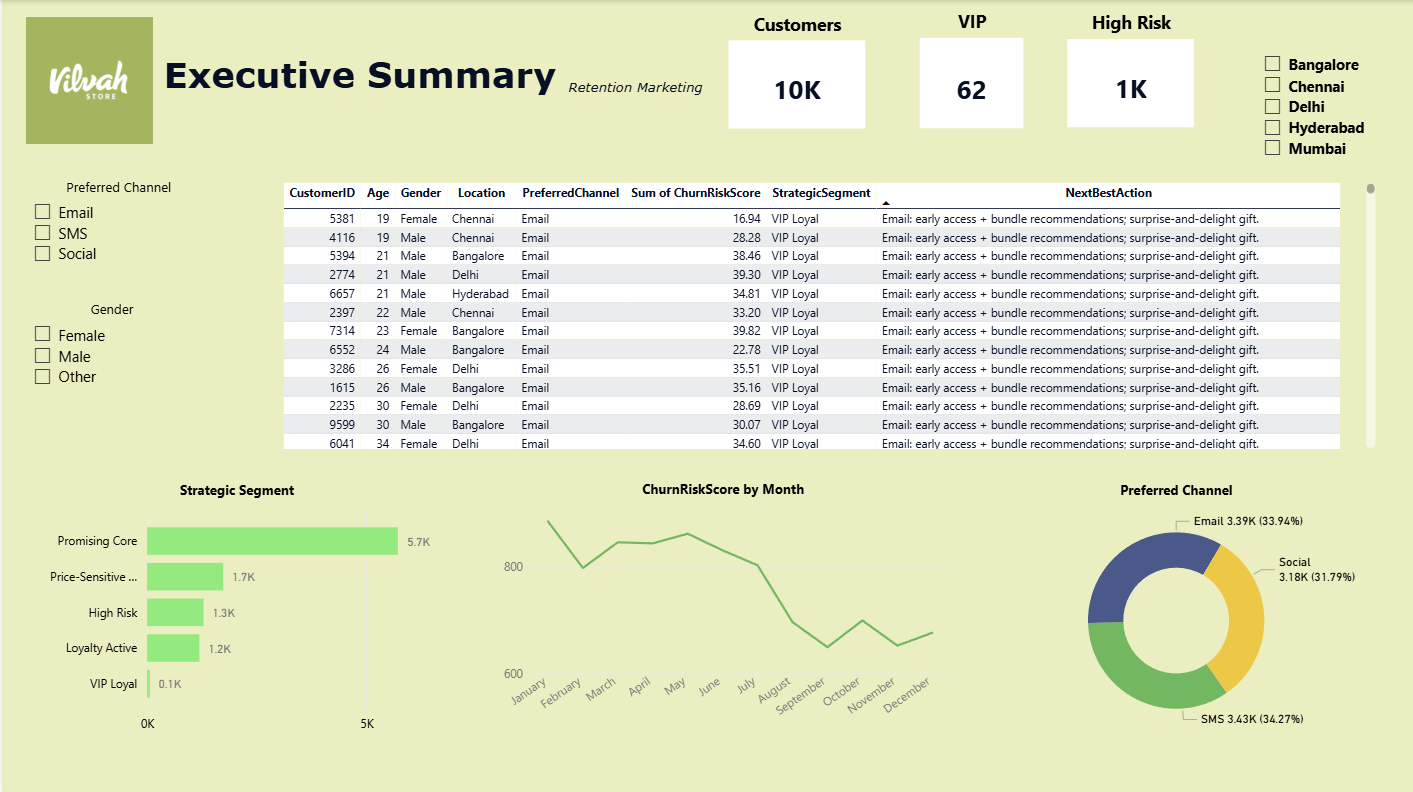 Vilvah
STORE
Executive Summary
Retention Marketing
Customers
10K
VIP
62
High Risk
1K
Bangalore
Chennai
Delhi
Hyderabad
Mumbai
Preferred Channel
Email
SMS
Social
Gender
Female
Male
Other
CustomerID Age Gender Location PreferredChannel Sum of ChurnRiskScore StrategicSegment NextBestAction
5381 19 Female Chennai Email 16.94 VIP Loyal Email: early access + bundle recommendations; surprise-and-delight gift.
4116 19 Male Chennai Email 28.28 VIP Loyal Email: early access + bundle recommendations; surprise-and-delight gift.
5394 21 Male Bangalore Email 38.46 VIP Loyal Email: early access + bundle recommendations; surprise-and-delight gift.
2774 21 Male Delhi Email 39.30 VIP Loyal Email: early access + bundle recommendations; surprise-and-delight gift.
6657 21 Male Hyderabad Email 34.81 VIP Loyal Email: early access + bundle recommendations; surprise-and-delight gift.
2397 22 Male Chennai Email 33.20 VIP Loyal Email: early access + bundle recommendations; surprise-and-delight gift.
7314 23 Female Bangalore Email 39.82 VIP Loyal Email: early access + bundle recommendations; surprise-and-delight gift.
6552 24 Male Bangalore Email 22.78 VIP Loyal Email: early access + bundle recommendations; surprise-and-delight gift.
3286 26 Female Delhi Email 35.51 VIP Loyal Email: early access + bundle recommendations; surprise-and-delight gift.
1615 26 Male Bangalore Email 35.16 VIP Loyal Email: early access + bundle recommendations; surprise-and-delight gift.
2235 30 Female Delhi Email 28.69 VIP Loyal Email: early access + bundle recommendations; surprise-and-delight gift.
9599 30 Male Bangalore Email 30.07 VIP Loyal Email: early access + bundle recommendations; surprise-and-delight gift.
6041 34 Female Delhi Email 34.60 VIP Loyal Email: early access + bundle recommendations; surprise-and-delight gift.
Strategic Segment
Promising Core 5.7K
Price-Sensitive ... 1.7K
High Risk 1.3K
Loyalty Active 1.2K
VIP Loyal 0.1K
0K 5K
ChurnRiskScore by Month
800
600
January February March April May June July August September October November December
Preferred Channel
Email 3.39K (33.94%)
Social
3.18K (31.79%)
SMS 3.43K (34.27%)